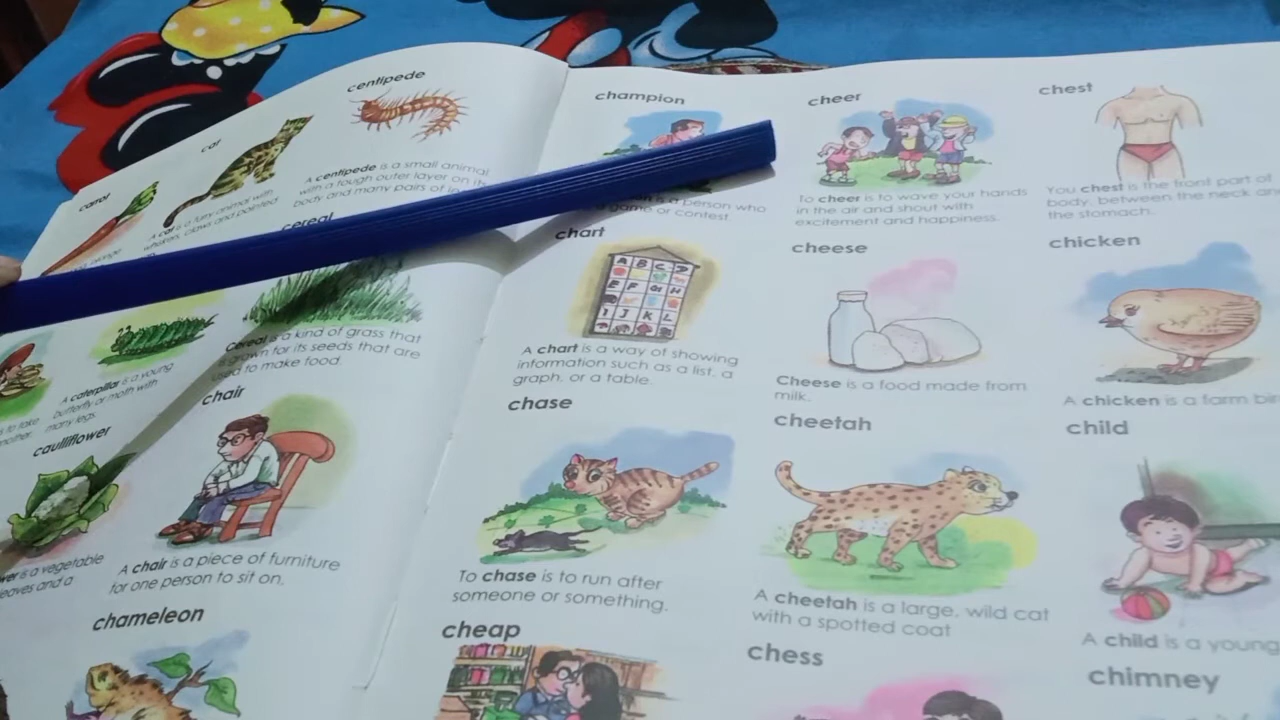 carrot
cat
A cat is a furry animal with
whiskers, claws and pointed
centipede
A centipede is a small animal
with a tough outer layer on its
body and many pairs of
cereal
Cereal is a kind of grass that
is grown for its seeds that are
used to make food.
A caterpillar is a young
butterfly or moth with
many legs.
cauliflower
is a vegetable
leaves and a
chair
A chair is a piece of furniture
for one person to sit on.
chameleon
champion
is a person who
a game or contest.
chart
A B C D
E F G H
I J K L
A chart is a way of showing
information such as a list, a
graph, or a table.
chase
To chase is to run after
someone or something.
cheap
cheer
To cheer is to wave your hands
in the air and shout with
excitement and happiness.
cheese
Cheese is a food made from
milk.
cheetah
A cheetah is a large, wild cat
with a spotted coat
chess
chest
You chest is the front part of
body, between the neck
the stomach.
chicken
A chicken is a farm
child
A child is a young
chimney